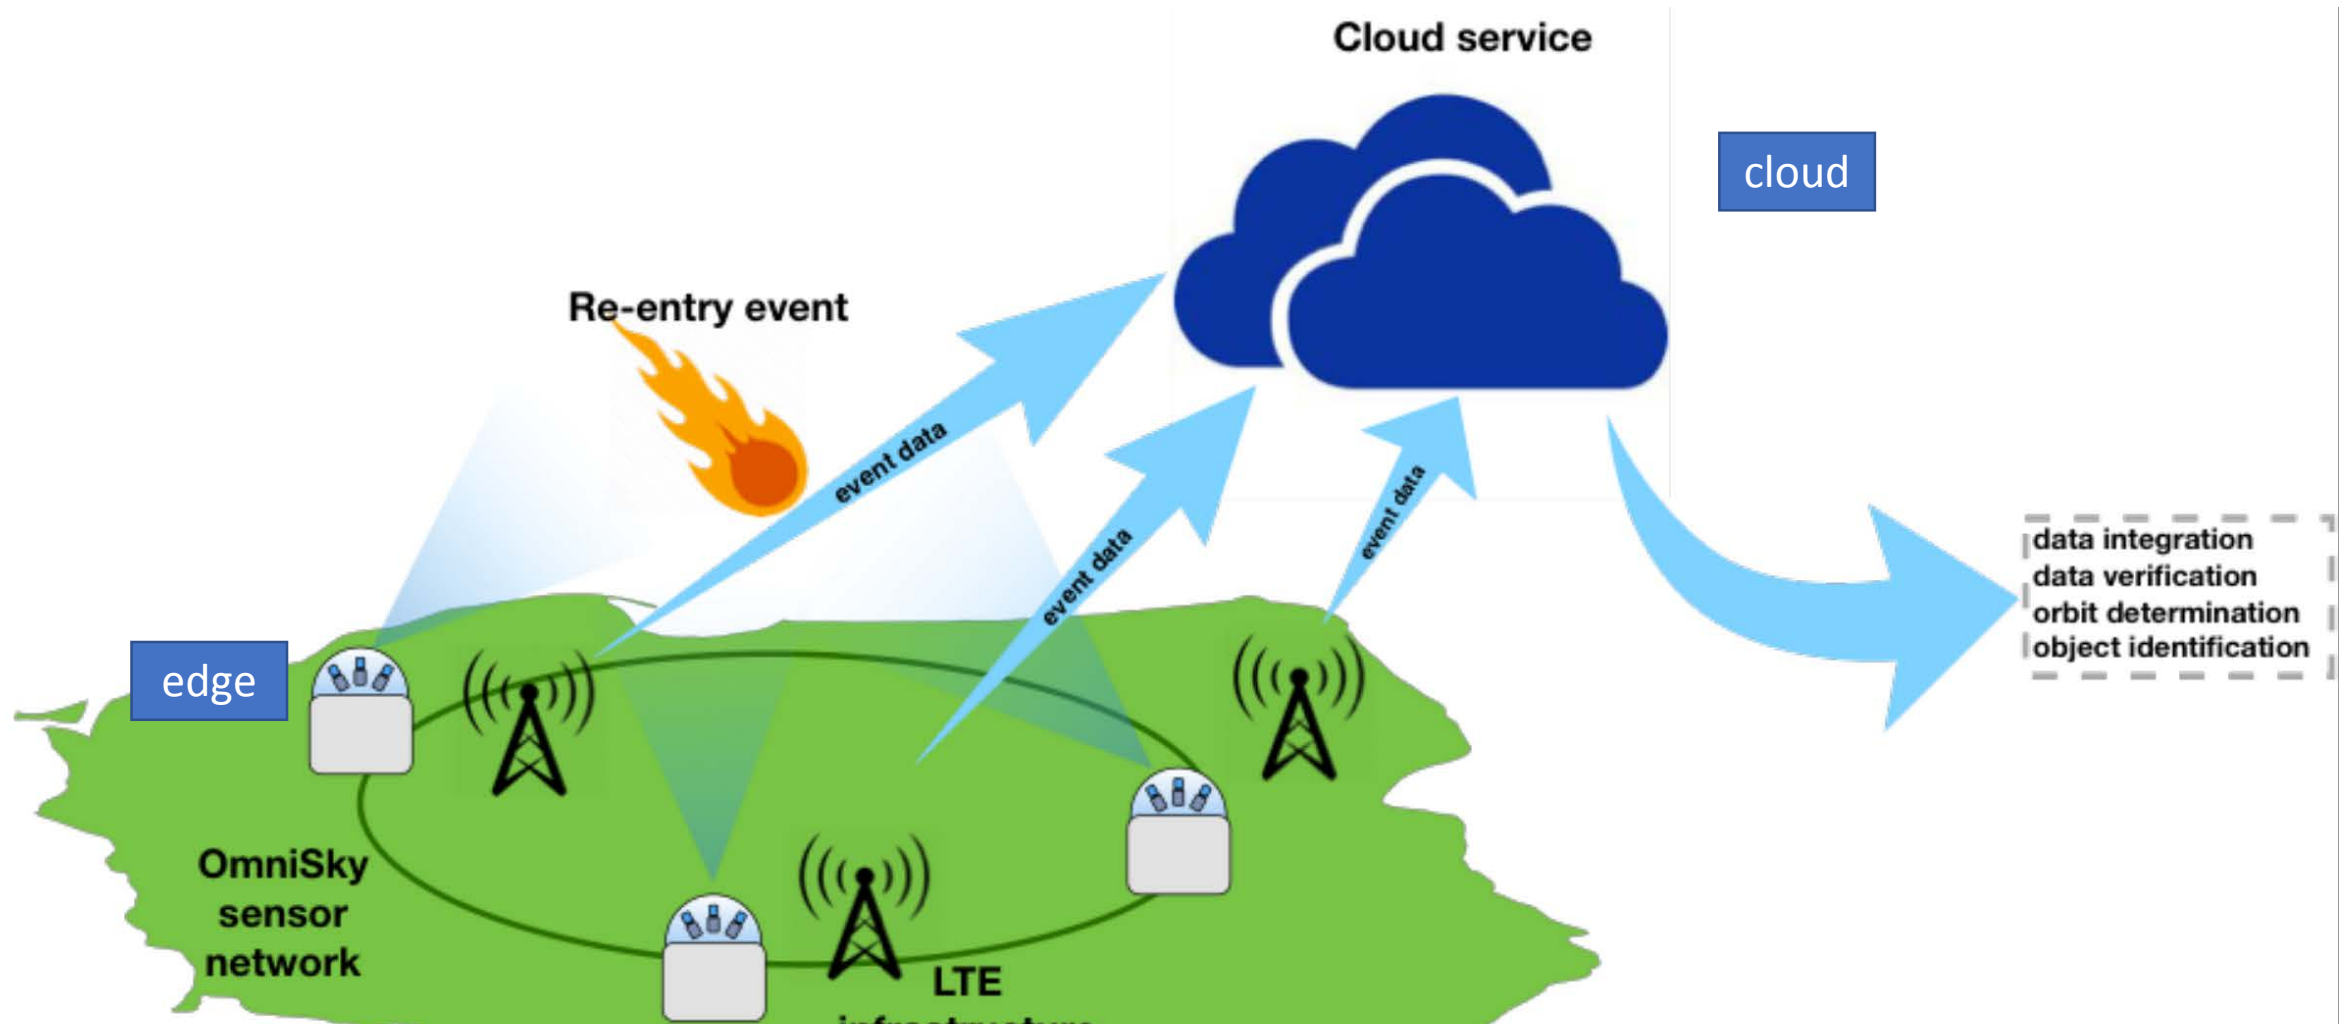 Cloud service
cloud
Re-entry event
event data
event data
event data
data integration
data verification
orbit determination
object identification
edge
OmniSky
sensor
network
LTE
infrastructure